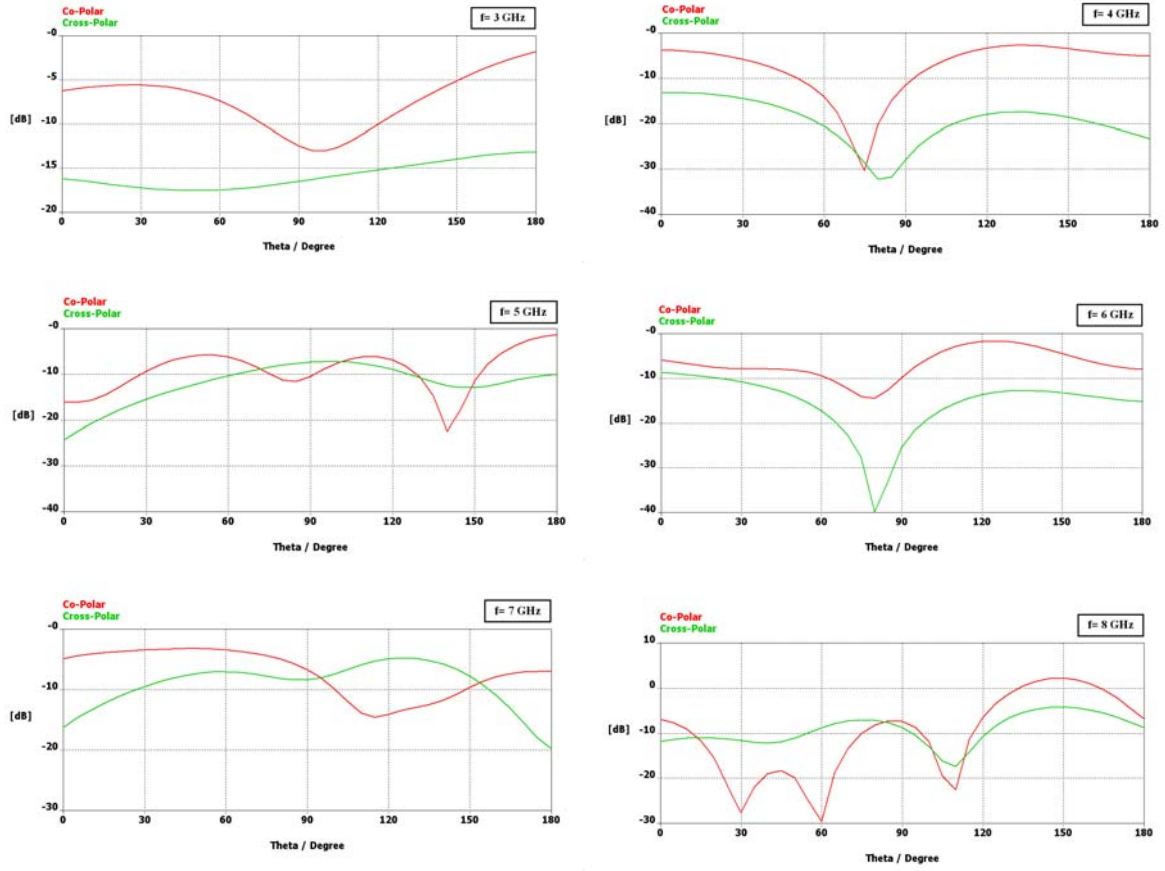 Co-Polar
Cross-Polar
f= 3 GHz
-0
-5
-10
-15
-20
[dB]
0 30 60 90 120 150 180
Theta / Degree
Co-Polar
Cross-Polar
f= 4 GHz
-0
-10
-20
-30
-40
[dB]
0 30 60 90 120 150 180
Theta / Degree
Co-Polar
Cross-Polar
f= 5 GHz
-0
-10
-20
-30
-40
[dB]
0 30 60 90 120 150 180
Theta / Degree
Co-Polar
Cross-Polar
f= 6 GHz
-0
-10
-20
-30
-40
[dB]
0 30 60 90 120 150 180
Theta / Degree
Co-Polar
Cross-Polar
f= 7 GHz
-0
-10
-20
-30
[dB]
0 30 60 90 120 150 180
Theta / Degree
Co-Polar
Cross-Polar
f= 8 GHz
10
0
-10
-20
-30
[dB]
0 30 60 90 120 150 180
Theta / Degree